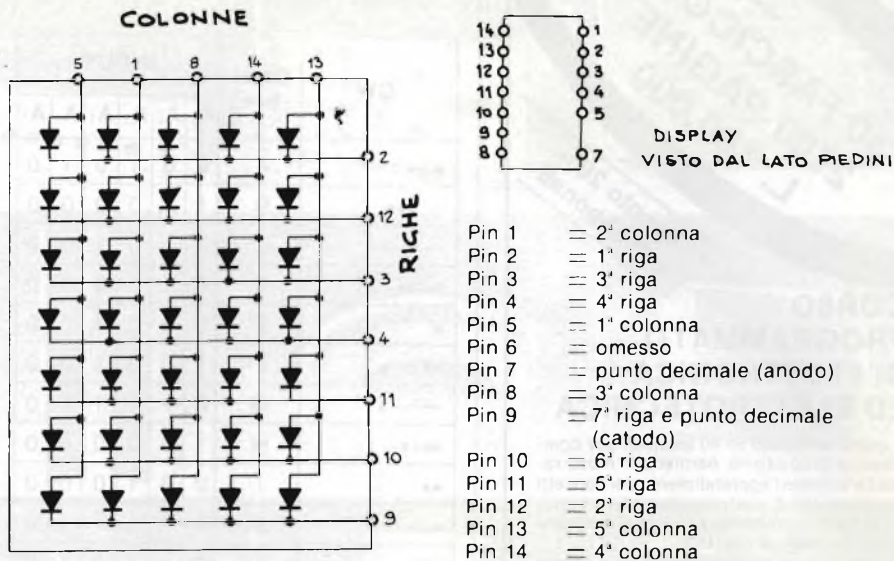 COLONNE
5 1 8 14 13
2
12
3
4
11
10
9
RIGHE
14 1
13 2
12 3
11 4
10 5
9
8 7
DISPLAY
VISTO DAL LATO PIEDINI
Pin 1 = 2ª colonna
Pin 2 = 1ª riga
Pin 3 = 3ª riga
Pin 4 = 4ª riga
Pin 5 = 1ª colonna
Pin 6 = omesso
Pin 7 = punto decimale (anodo)
Pin 8 = 3ª colonna
Pin 9 = 7ª riga e punto decimale
(catodo)
Pin 10 = 6ª riga
Pin 11 = 5ª riga
Pin 12 = 2ª riga
Pin 13 = 5ª colonna
Pin 14 = 4ª colonna